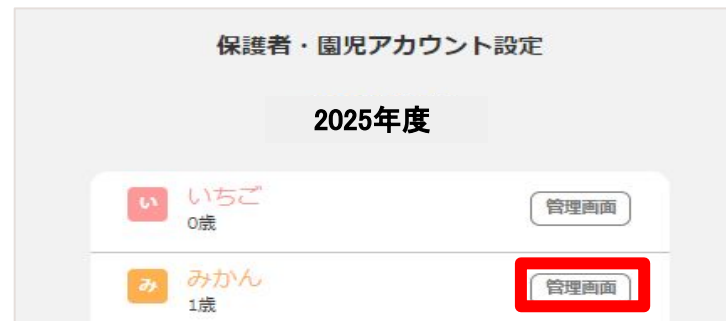 保護者・園児アカウント設定
2025年度
い いちご
0歳
管理画面
み みかん
1歳
管理画面